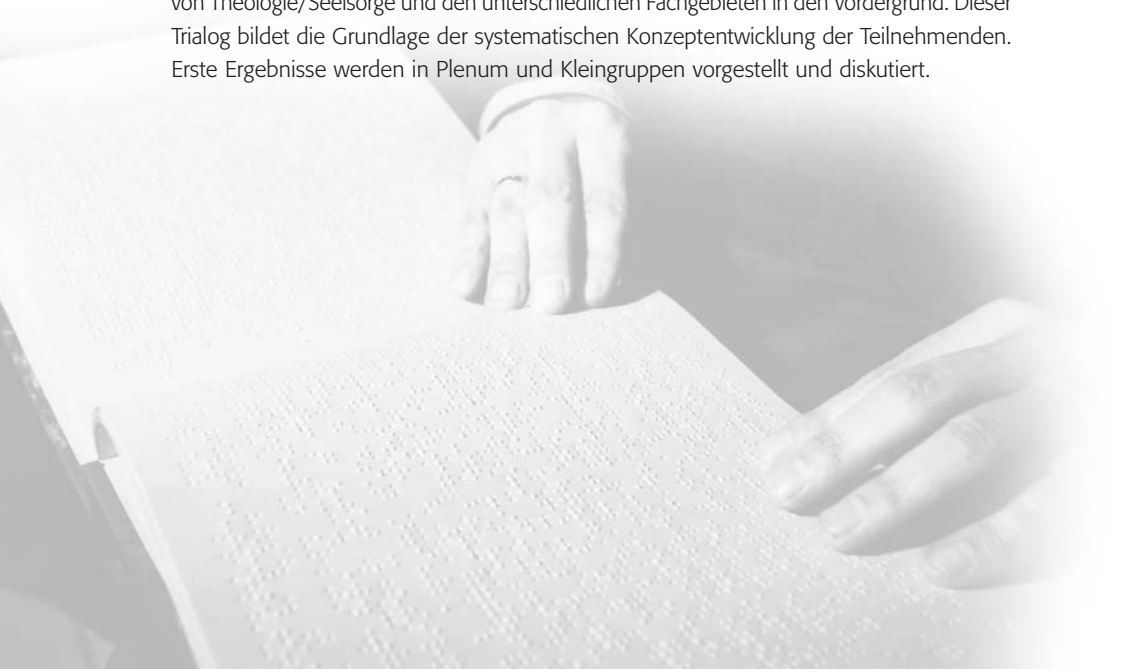 von Theologie/Seelsorge und den unterschiedlichen Fachgebieten in den Vordergrund. Dieser
Trialog bildet die Grundlage der systematischen Konzeptentwicklung der Teilnehmenden.
Erste Ergebnisse werden in Plenum und Kleingruppen vorgestellt und diskutiert.